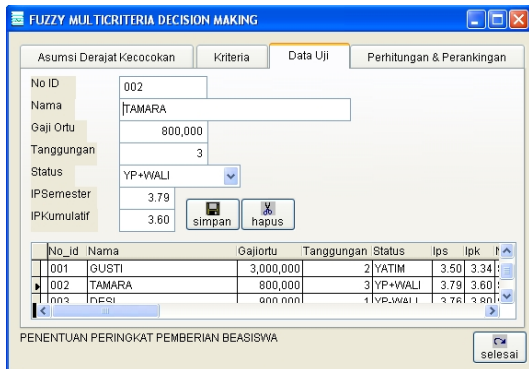 FUZZY MULTICRITERIA DECISION MAKING
Asumsi Derajat Kecocokan Kriteria Data Uji Perhitungan & Perankingan
No ID 002
Nama TAMARA
Gaji Ortu 800,000
Tanggungan 3
Status YP+WALI
IPSemester 3.79
IPKumulatif 3.60
simpan hapus
No_id Nama Gajiortu Tanggungan Status Ips Ipk
001 GUSTI 3,000,000 2 YATIM 3.50 3.34
002 TAMARA 800,000 3 YP+WALI 3.79 3.60
003 DESI 900,000 1 YP-WALI 3.76 3.80
PENENTUAN PERINGKAT PEMBERIAN BEASISWA
selesai